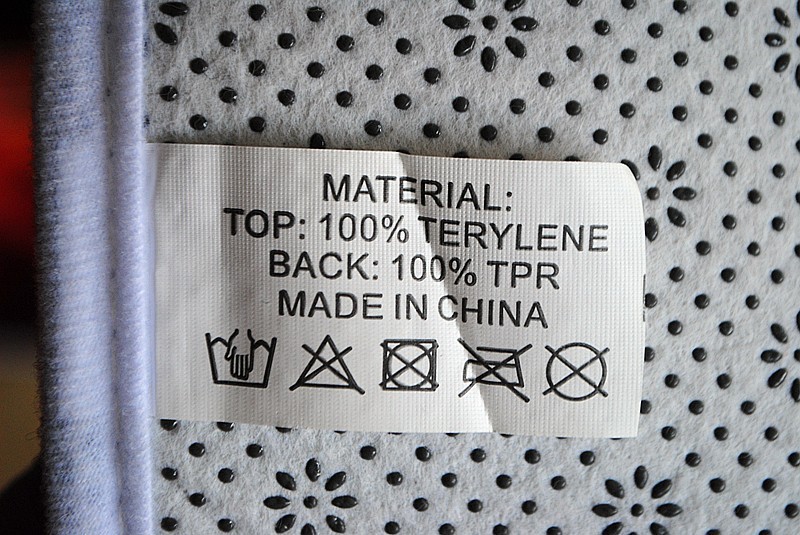 MATERIAL:
TOP: 100% TERYLENE
BACK: 100% TPR
MADE IN CHINA